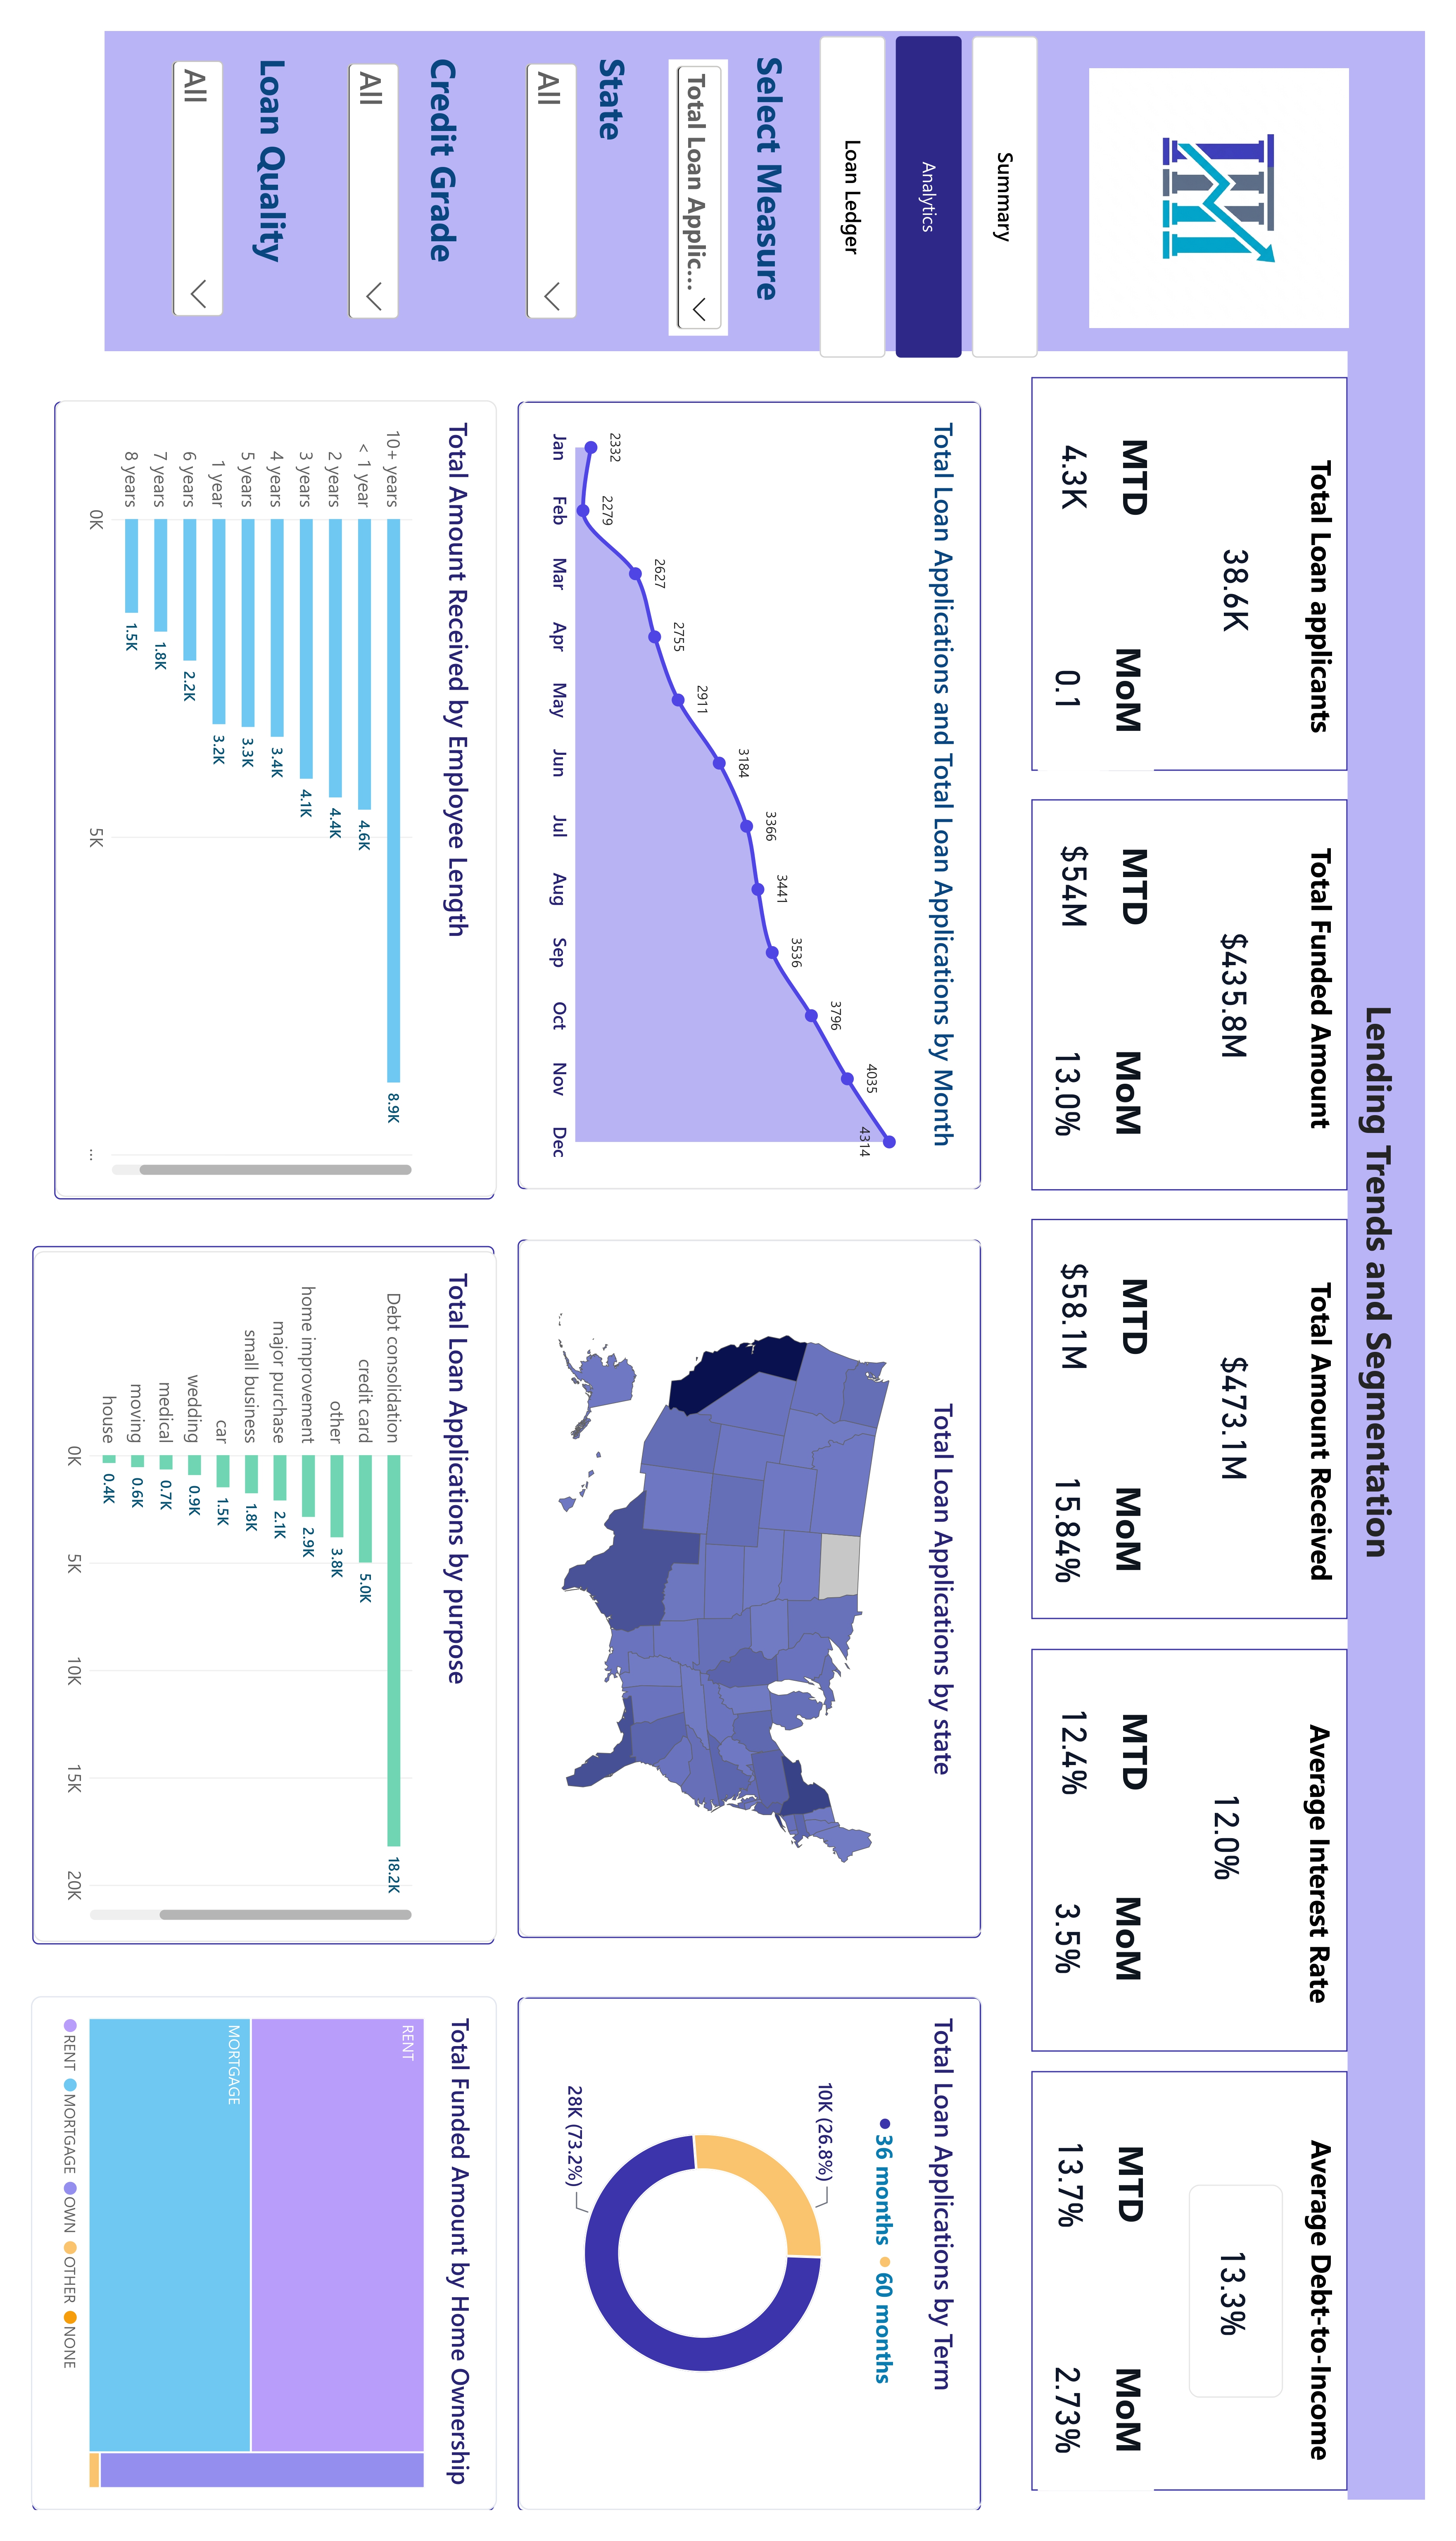 Lending Trends and Segmentation
Total Loan applicants
38.6K
MTD
MoM
4.3K
0.1
Total Funded Amount
$435.8M
MTD
MoM
$54M
13.0%
Total Amount Received
$473.1M
MTD
MoM
$58.1M
15.84%
Average Interest Rate
12.0%
MTD
MoM
12.4%
3.5%
Average Debt-to-Income
13.3%
MTD
MoM
13.7%
2.73%
Summary
Analytics
Loan Ledger
Select Measure
Total Loan Applic...
State
All
Credit Grade
All
Loan Quality
All
Total Loan Applications and Total Loan Applications by Month
2332
2279
2627
2755
2911
3184
3366
3441
3536
3796
4035
4314
Jan Feb Mar Apr May Jun Jul Aug Sep Oct Nov Dec
Total Loan Applications by state
Total Loan Applications by Term
36 months 60 months
10K (26.8%)
28K (73.2%)
Total Amount Received by Employee Length
10+ years 8.9K
< 1 year 4.6K
2 years 4.4K
3 years 4.1K
4 years 3.4K
5 years 3.3K
1 year 3.2K
6 years 2.2K
7 years 1.8K
8 years 1.5K
0K 5K ...
Total Loan Applications by purpose
Debt consolidation 18.2K
credit card 5.0K
other 3.8K
home improvement 2.9K
major purchase 2.1K
small business 1.8K
car 1.5K
wedding 0.9K
medical 0.7K
moving 0.6K
house 0.4K
0K 5K 10K 15K 20K
Total Funded Amount by Home Ownership
RENT
MORTGAGE
RENT MORTGAGE OWN OTHER NONE